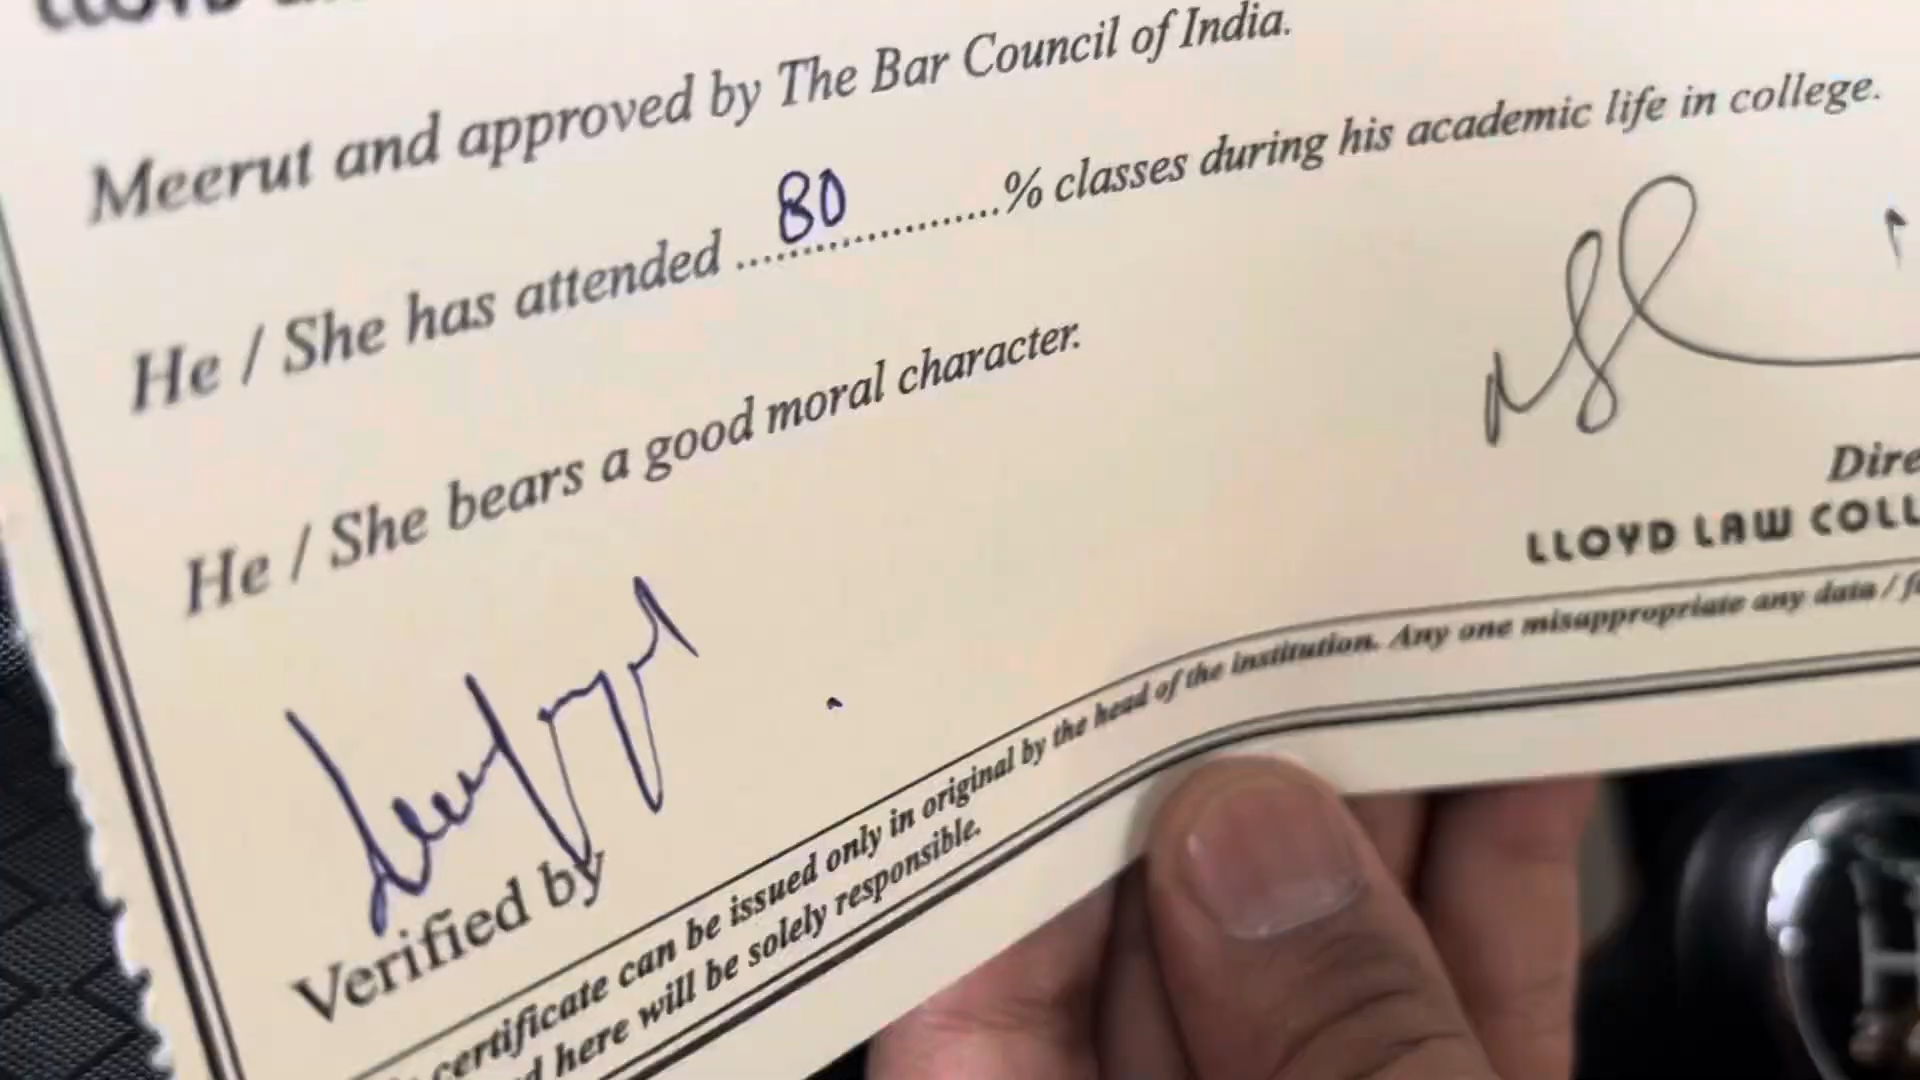 LLOYD
Meerut and approved by The Bar Council of India.
He / She has attended ....80..............% classes during his academic life in college.
He / She bears a good moral character.
Dire
LLOYD LAW COLL
Verified by
certificate can be issued only in original by the head of the institution. Any one misappropriate any data /
here will be solely responsible.
H